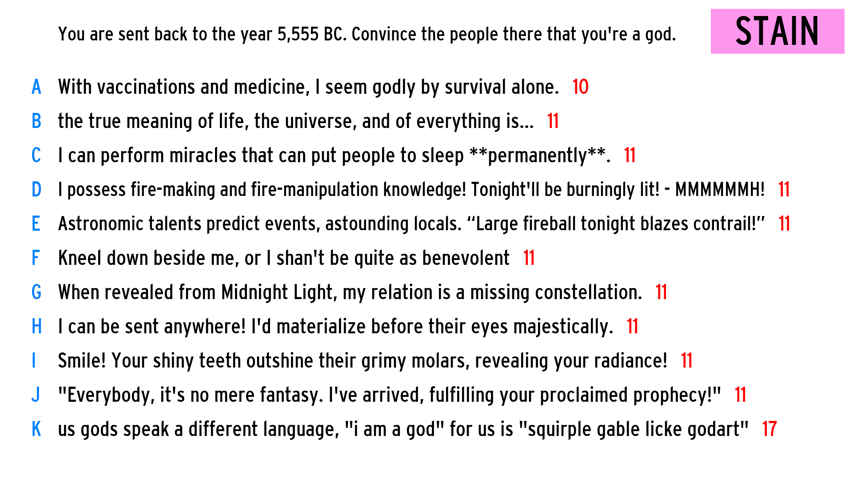 You are sent back to the year 5,555 BC. Convince the people there that you're a god.
STAIN
A With vaccinations and medicine, I seem godly by survival alone. 10
B the true meaning of life, the universe, and of everything is... 11
C I can perform miracles that can put people to sleep **permanently**. 11
D I possess fire-making and fire-manipulation knowledge! Tonight'll be burningly lit! - MMMMMMH! 11
E Astronomic talents predict events, astounding locals. “Large fireball tonight blazes contrail!” 11
F Kneel down beside me, or I shan't be quite as benevolent 11
G When revealed from Midnight Light, my relation is a missing constellation. 11
H I can be sent anywhere! I'd materialize before their eyes majestically. 11
I Smile! Your shiny teeth outshine their grimy molars, revealing your radiance! 11
J "Everybody, it's no mere fantasy. I've arrived, fulfilling your proclaimed prophecy!" 11
K us gods speak a different language, "i am a god" for us is "squirple gable licke godart" 17